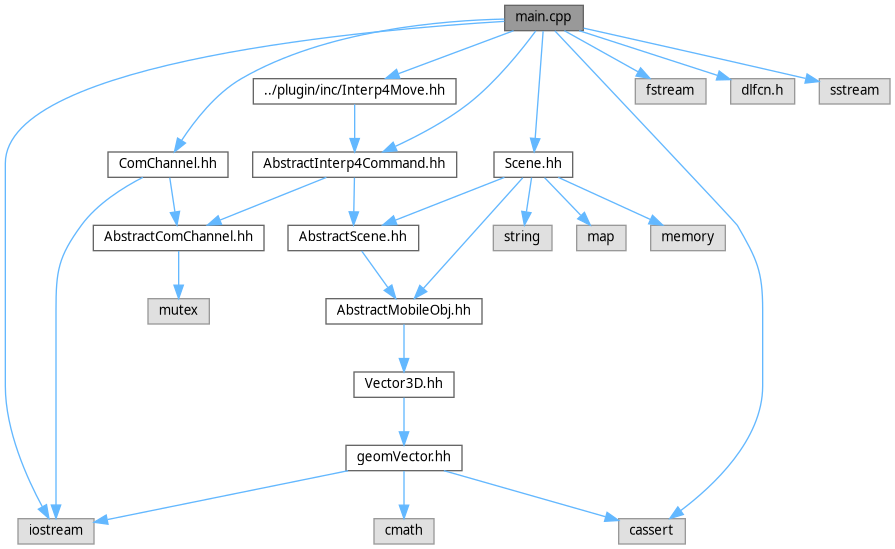 main.cpp
../plugin/inc/Interp4Move.hh
fstream
dlfcn.h
sstream
ComChannel.hh
AbstractInterp4Command.hh
Scene.hh
AbstractComChannel.hh
AbstractScene.hh
string
map
memory
mutex
AbstractMobileObj.hh
Vector3D.hh
geomVector.hh
iostream
cmath
cassert